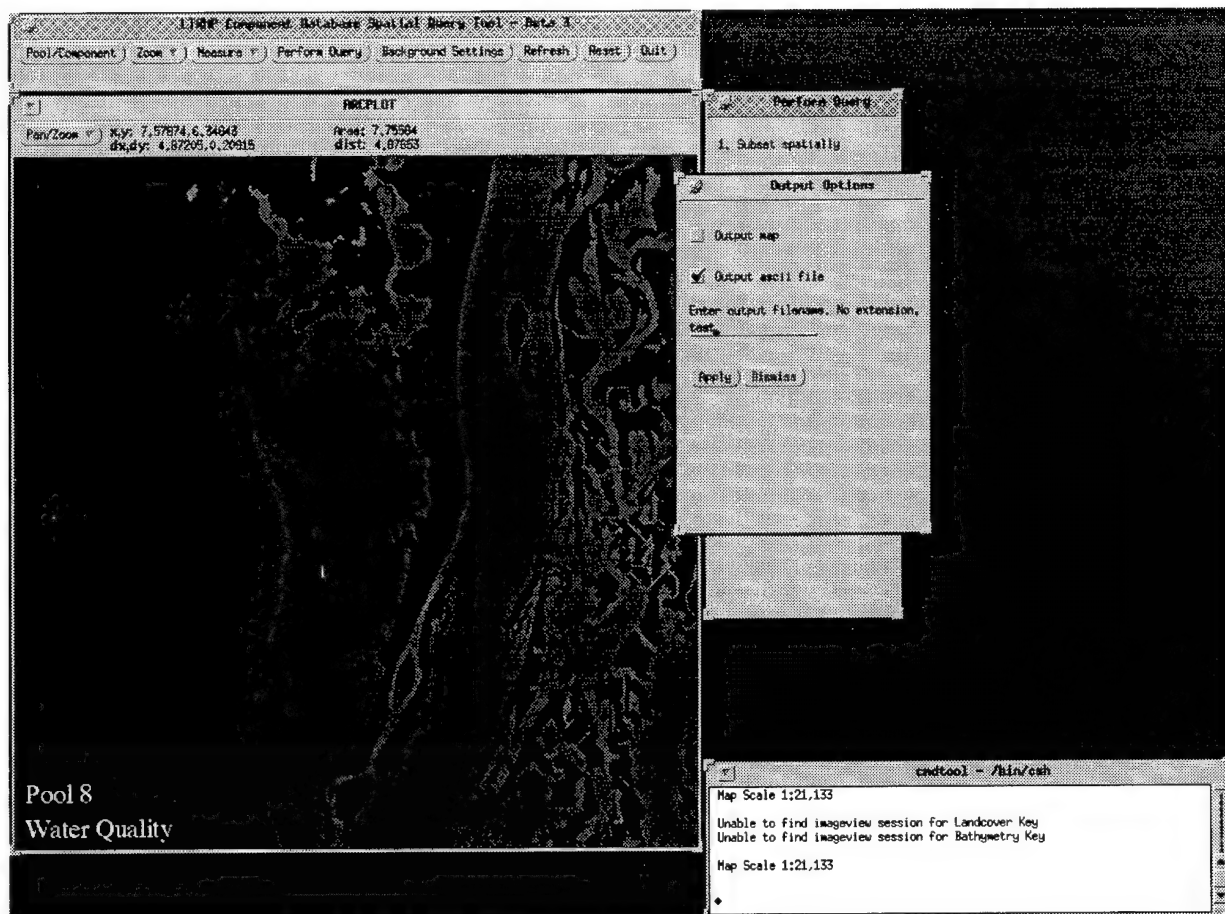 LTRMP Component Database Spatial Query Tool - Beta 3
Pool/Component Zoom Measure Perform Query Background Settings Refresh Reset Quit
ARCPLOT
Pan/Zoom x,y: 7.57874,6.34843 Area: 7.75584
dx,dy: 4.87205,0.20915 dist: 4.87653
Perform Query
1. Subset spatially
Output Options
Output map
Output ascii file
Enter output filename. No extension.
test
Apply Dismiss
Pool 8
Water Quality
cmdtool - /bin/csh
Map Scale 1:21,133
Unable to find imageview session for Landcover Key
Unable to find imageview session for Bathymetry Key
Map Scale 1:21,133